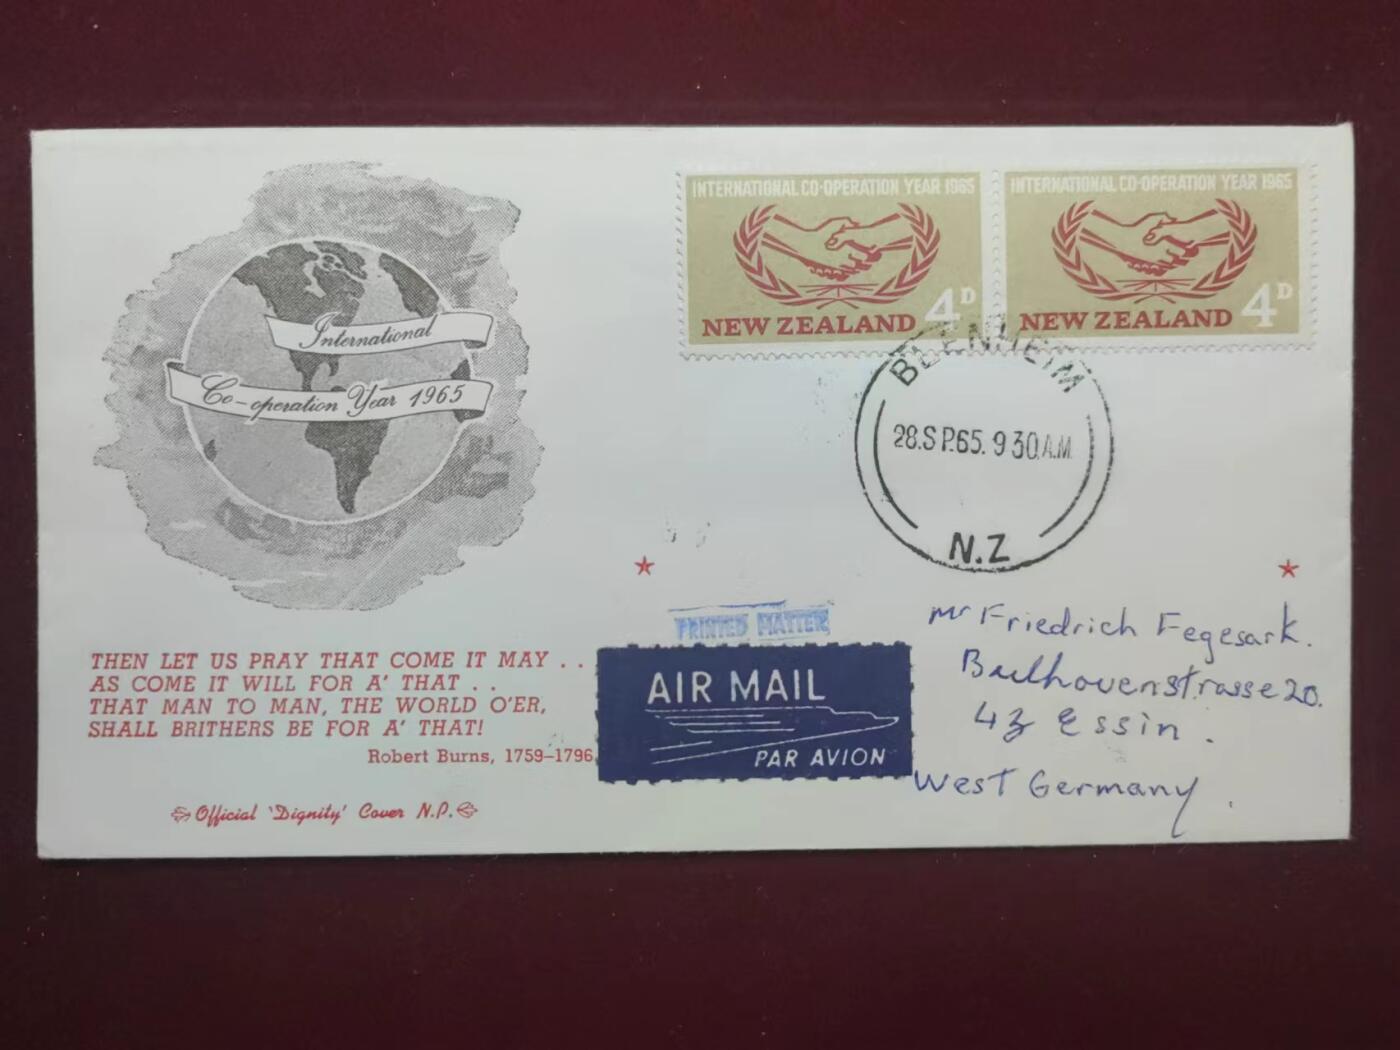 International
Co-operation Year 1965
INTERNATIONAL CO-OPERATION YEAR 1965
4D
NEW ZEALAND
INTERNATIONAL CO-OPERATION YEAR 1965
4D
NEW ZEALAND
BLENHEIM
28.SP.65.9 30.A.M.
N.Z
THEN LET US PRAY THAT COME IT MAY . .
AS COME IT WILL FOR A' THAT . .
THAT MAN TO MAN, THE WORLD O'ER,
SHALL BRITHERS BE FOR A' THAT!
Robert Burns, 1759–1796
Official 'Dignity' Cover N.P.
PRINTED MATTER
AIR MAIL
PAR AVION
Mr Friedrich Fegesark.
20.
Essin.
West Germany.